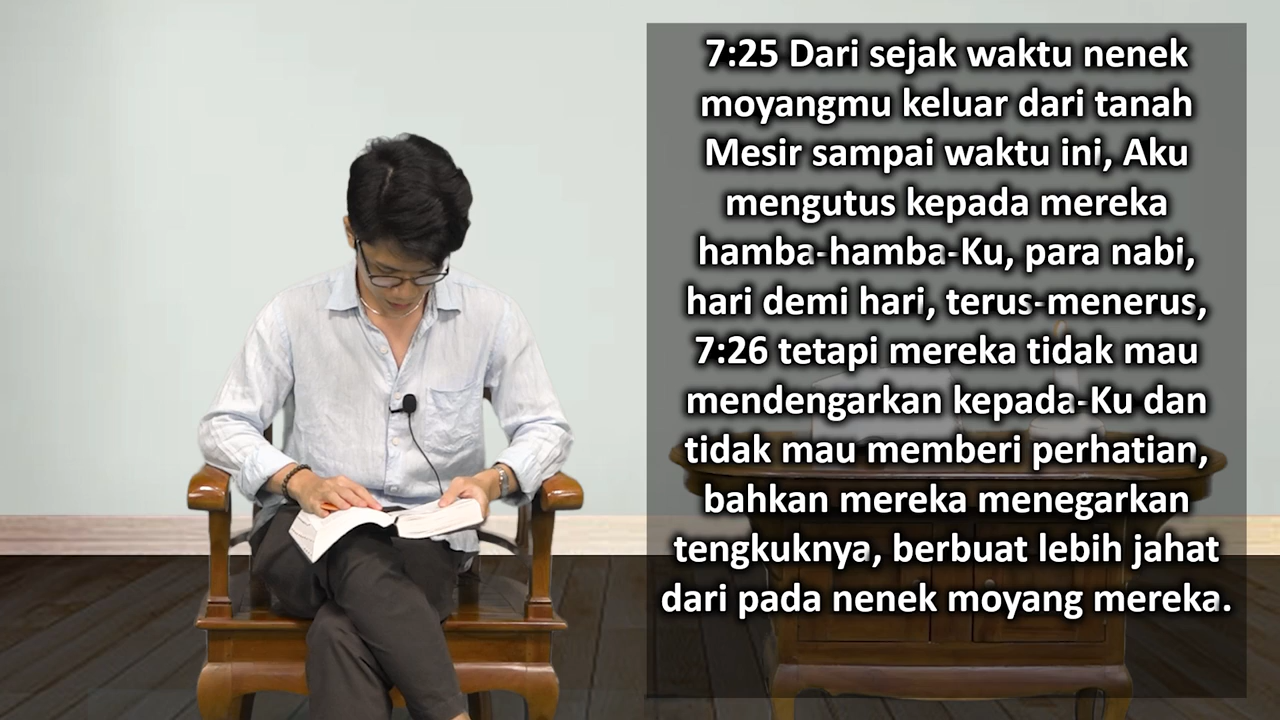 7:25 Dari sejak waktu nenek
moyangmu keluar dari tanah
Mesir sampai waktu ini, Aku
mengutus kepada mereka
hamba-hamba-Ku, para nabi,
hari demi hari, terus-menerus,
7:26 tetapi mereka tidak mau
mendengarkan kepada-Ku dan
tidak mau memberi perhatian,
bahkan mereka menegarkan
tengkuknya, berbuat lebih jahat
dari pada nenek moyang mereka.